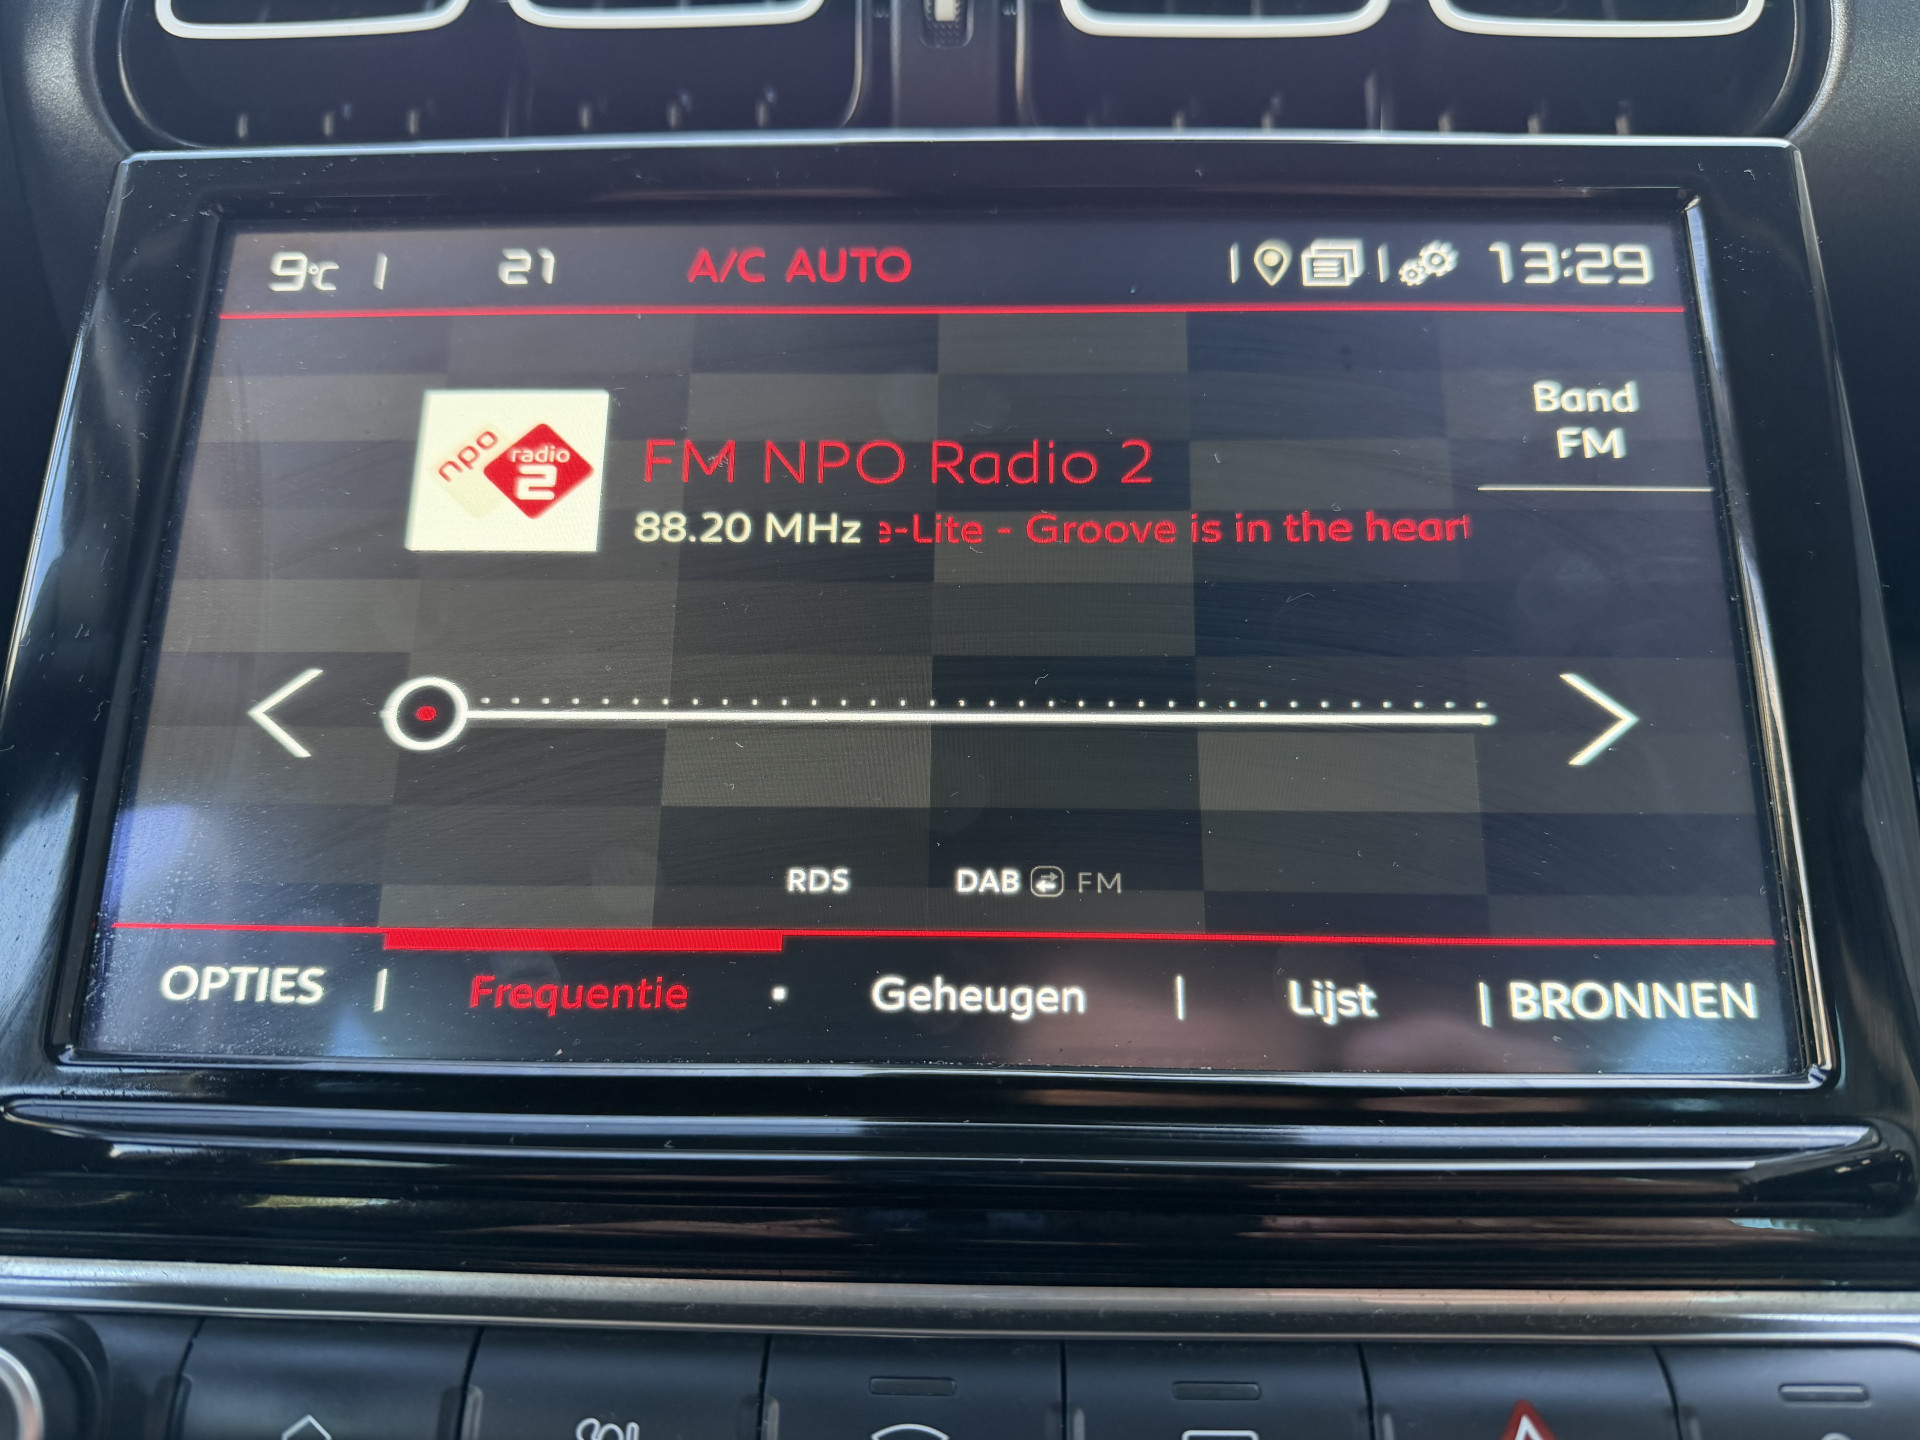 9°C 21 A/C AUTO 13:29
Band
FM
npo radio
2
FM NPO Radio 2
88.20 MHz e-Lite - Groove is in the heart
RDS DAB FM
OPTIES | Frequentie Geheugen | Lijst | BRONNEN